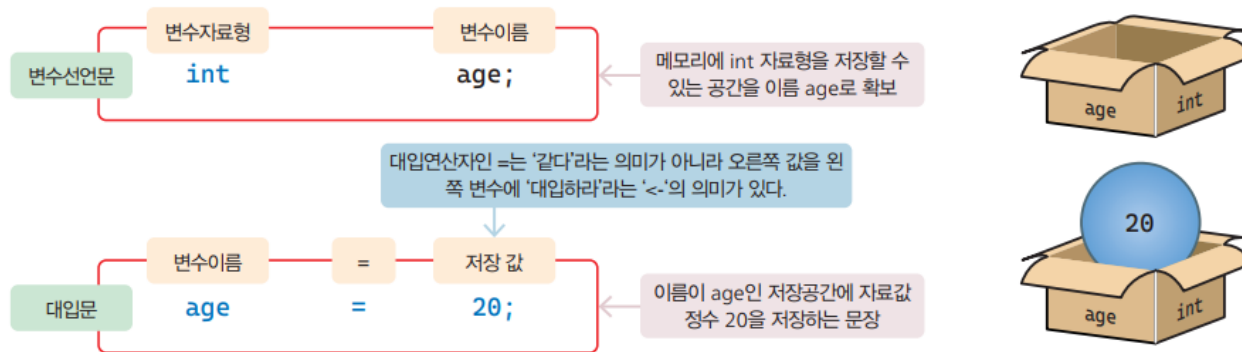 변수자료형 변수이름
변수선언문 int age;
메모리에 int 자료형을 저장할 수
있는 공간을 이름 age로 확보
age int
대입연산자인 =는 ‘같다’라는 의미가 아니라 오른쪽 값을 왼
쪽 변수에 ‘대입하라’라는 ‘<-‘의 의미가 있다.
변수이름 = 저장 값
대입문 age = 20;
이름이 age인 저장공간에 자료값
정수 20을 저장하는 문장
20
age int